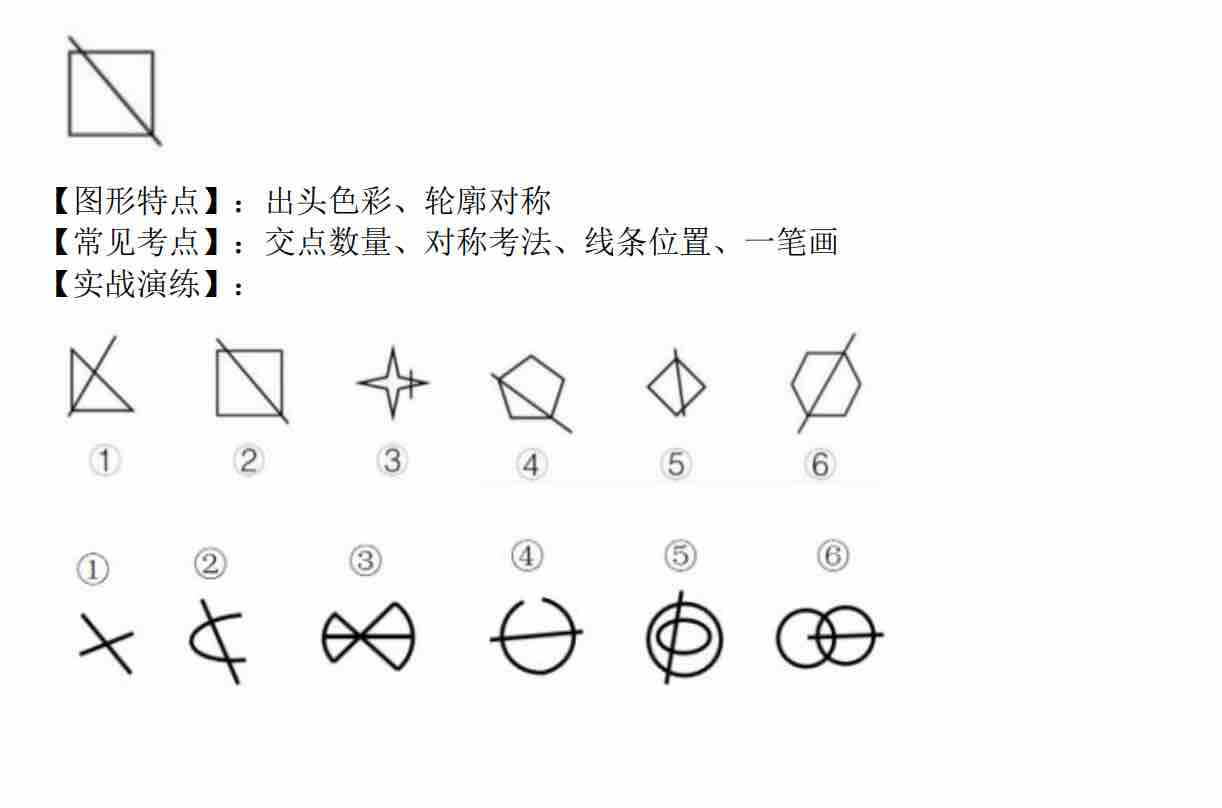 【图形特点】：出头色彩、轮廓对称
【常见考点】：交点数量、对称考法、线条位置、一笔画
【实战演练】：
① ② ③ ④ ⑤ ⑥
① ② ③ ④ ⑤ ⑥